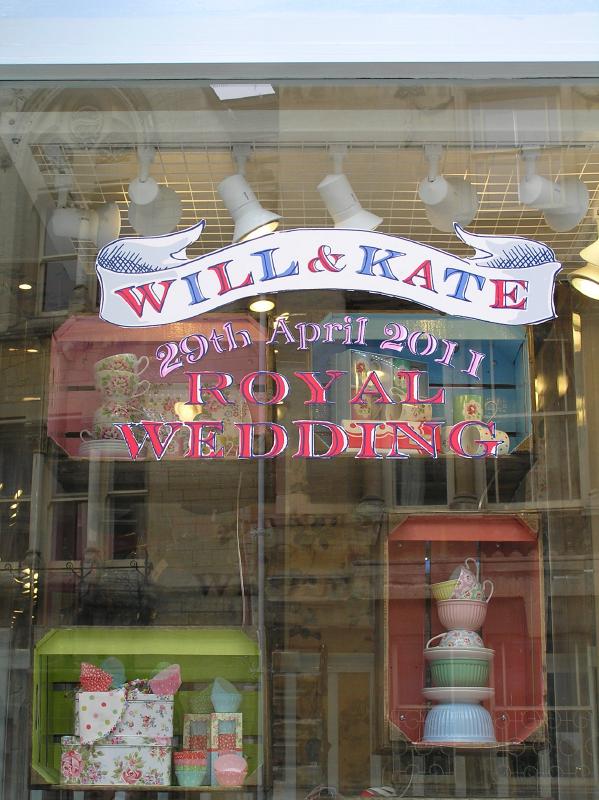 WILL & KATE
29th April 2011
ROYAL
WEDDING